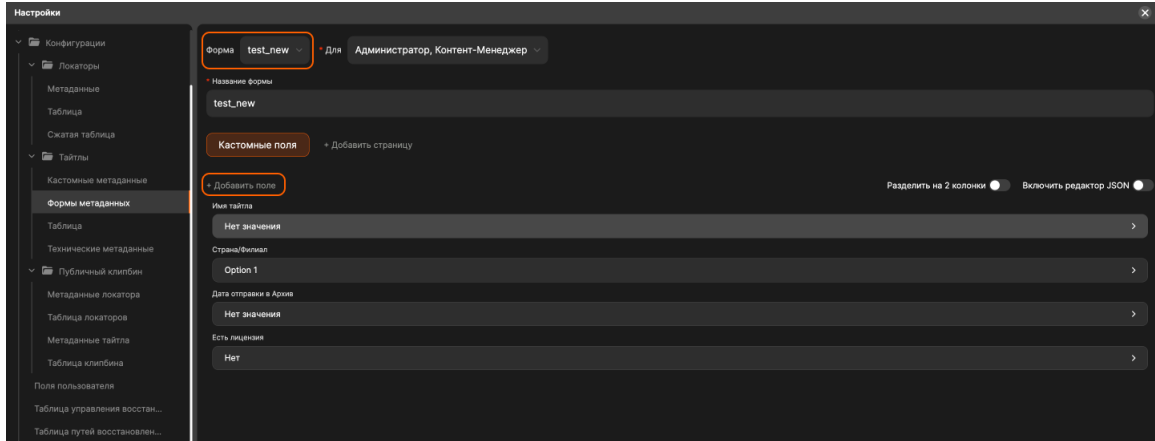 Настройки
Конфигурации
Локаторы
Метаданные
Таблица
Сжатая таблица
Тайтлы
Кастомные метаданные
Формы метаданных
Таблица
Технические метаданные
Публичный клипбин
Метаданные локатора
Таблица локаторов
Метаданные тайтла
Таблица клипбина
Поля пользователя
Таблица управления восстан...
Таблица путей восстановлен...
Форма test_new * Для Администратор, Контент-Менеджер
* Название формы
test_new
Кастомные поля + Добавить страницу
+ Добавить поле Разделить на 2 колонки Включить редактор JSON
Имя тайтла
Нет значения
Страна/Филиал
Option 1
Дата отправки в Архив
Нет значения
Есть лицензия
Нет